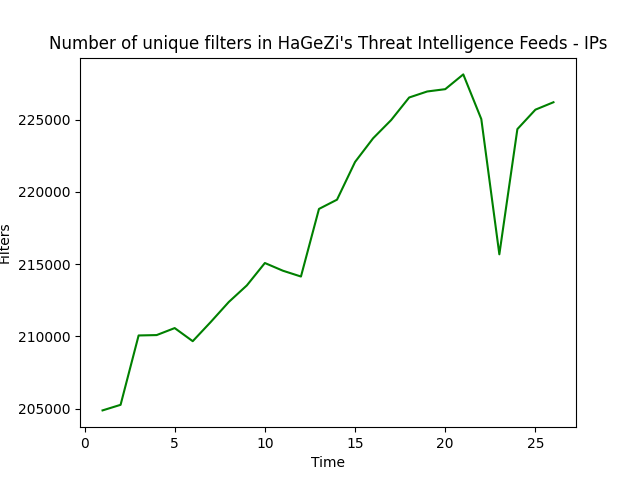 Number of unique filters in HaGeZi's Threat Intelligence Feeds - IPs
225000
220000
215000
210000
205000
Filters
0 5 10 15 20 25
Time